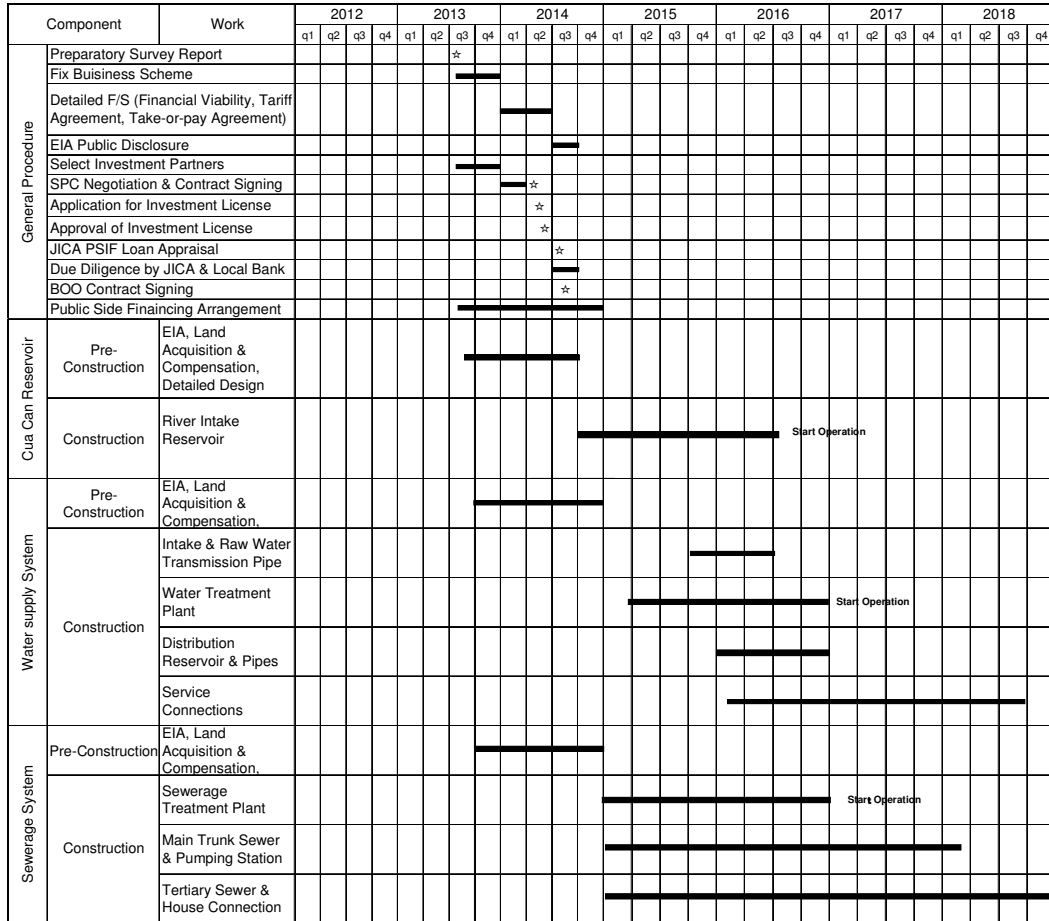 Component
Work
2012
2013
2014
2015
2016
2017
2018
q1 q2 q3 q4 q1 q2 q3 q4 q1 q2 q3 q4 q1 q2 q3 q4 q1 q2 q3 q4 q1 q2 q3 q4 q1 q2 q3 q4
General Procedure
Preparatory Survey Report
☆
Fix Buisiness Scheme
Detailed F/S (Financial Viability, Tariff
Agreement, Take-or-pay Agreement)
EIA Public Disclosure
Select Investment Partners
SPC Negotiation & Contract Signing
☆
Application for Investment License
☆
Approval of Investment License
☆
JICA PSIF Loan Appraisal
☆
Due Diligence by JICA & Local Bank
BOO Contract Signing
☆
Public Side Finaincing Arrangement
Cua Can Reservoir
Pre-
Construction
EIA, Land
Acquisition &
Compensation,
Detailed Design
Construction
River Intake
Reservoir
Start Operation
Water supply System
Pre-
Construction
EIA, Land
Acquisition &
Compensation,
Construction
Intake & Raw Water
Transmission Pipe
Water Treatment
Plant
Start Operation
Distribution
Reservoir & Pipes
Service
Connections
Sewerage System
Pre-Construction
EIA, Land
Acquisition &
Compensation,
Construction
Sewerage
Treatment Plant
Start Operation
Main Trunk Sewer
& Pumping Station
Tertiary Sewer &
House Connection